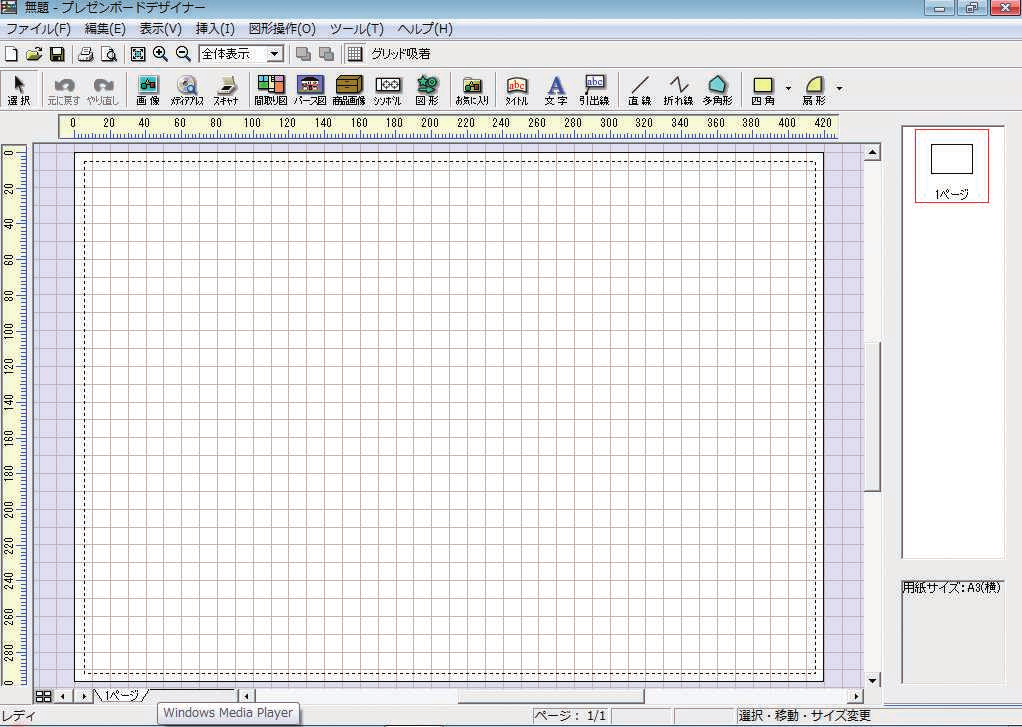 無題 - プレゼンボードデザイナー
ファイル(F) 編集(E) 表示(V) 挿入(I) 図形操作(O) ツール(T) ヘルプ(H)
全体表示 グリッド吸着
abc abc
選択 元に戻す やり直し 画像 ﾒﾃﾞｨｱﾌﾟﾗｽ ｽｷｬﾅ 間取り図 パース図 商品画像 ｼﾝﾎﾞﾙ 図形 お気に入り ﾀｲﾄﾙ 文字 引出線 直線 折れ線 多角形 四角 扇形
0 20 40 60 80 100 120 140 160 180 200 220 240 260 280 300 320 340 360 380 400 420
0
20
40
60
80
100
120
140
160
180
200
220
240
260
280
0
1ページ
用紙サイズ:A3(横)
1ページ
Windows Media Player
レディ ページ: 1/1 選択・移動・サイズ変更